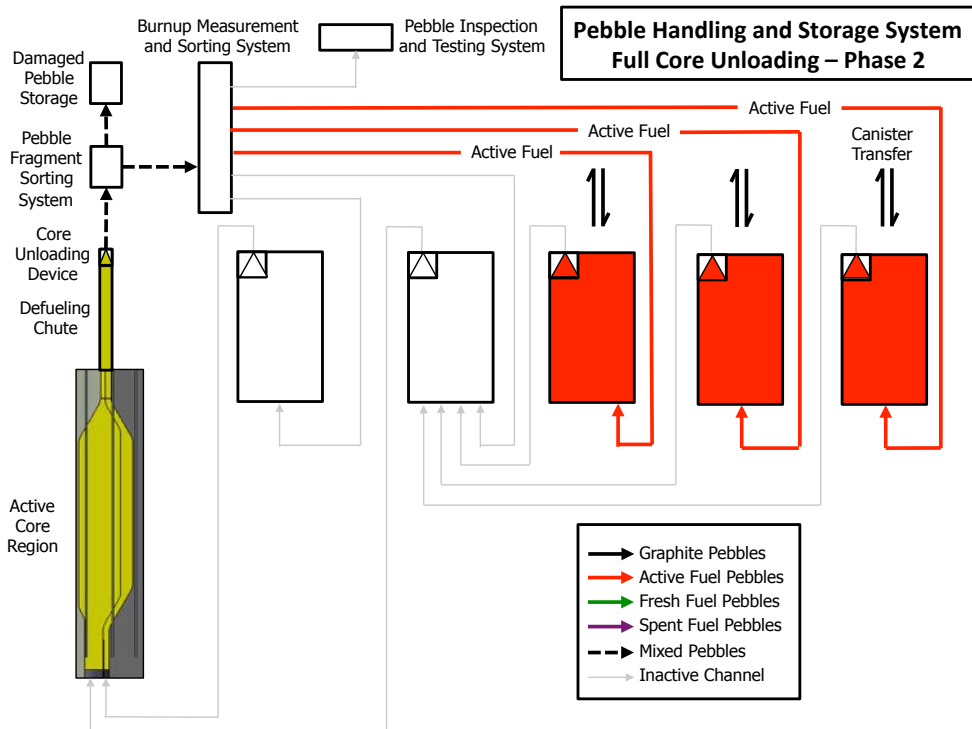 Pebble Handling and Storage System
Full Core Unloading – Phase 2
Burnup Measurement
and Sorting System
Pebble Inspection
and Testing System
Damaged
Pebble
Storage
Pebble
Fragment
Sorting
System
Core
Unloading
Device
Defueling
Chute
Active
Core
Region
Active Fuel
Active Fuel
Active Fuel
Canister
Transfer
Graphite Pebbles
Active Fuel Pebbles
Fresh Fuel Pebbles
Spent Fuel Pebbles
Mixed Pebbles
Inactive Channel